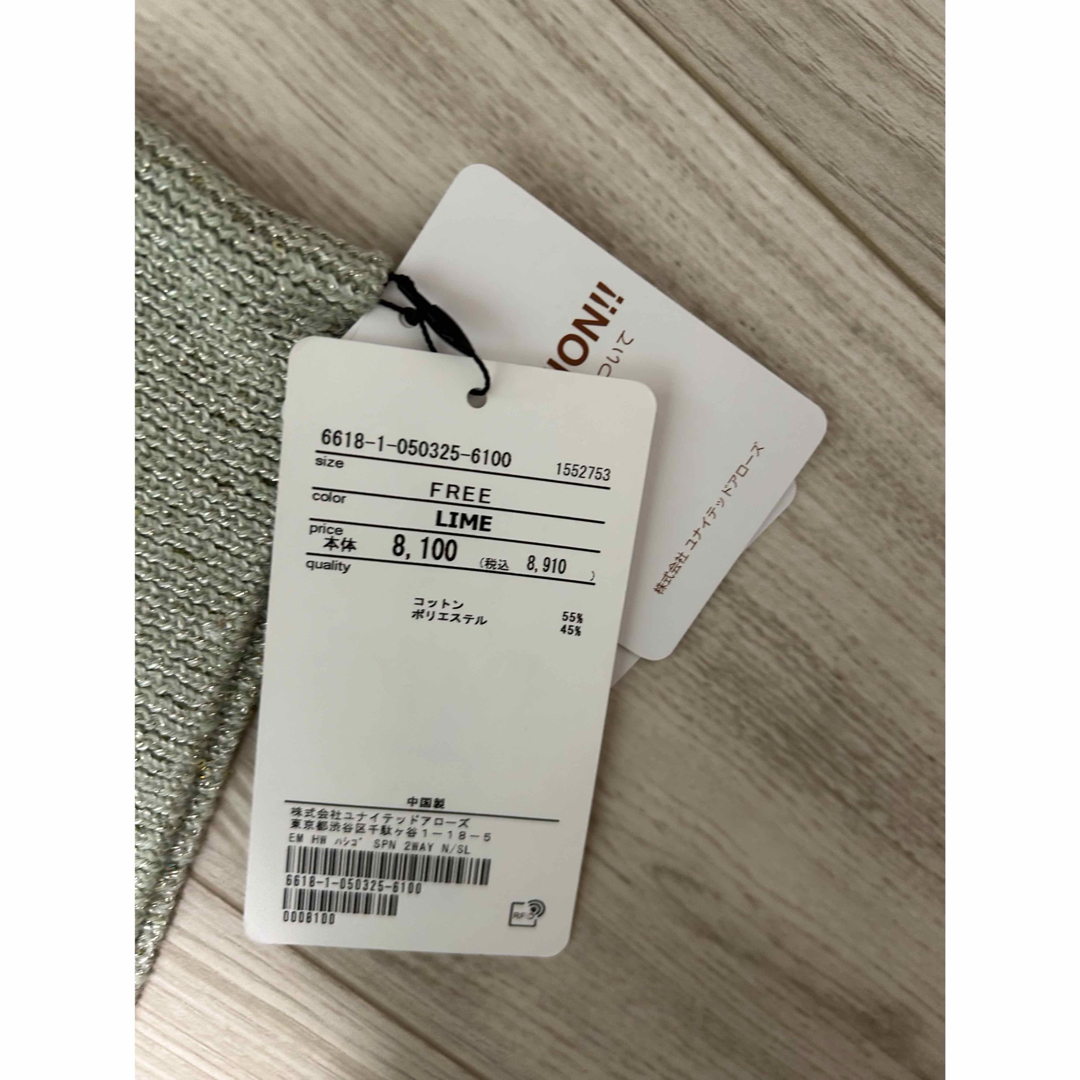 6618-1-050325-6100 1552753
size
FREE
color
LIME
price
本体 8,100 (税込 8,910 )
quality
コットン 55%
ポリエステル 45%
中国製
株式会社ユナイテッドアローズ
東京都渋谷区千駄ヶ谷1-18-5
EM HW ﾊｼｺﾞ SPN 2WAY N/SL
6618-1-050325-6100
0008100
RFID
ついて
株式会社 ユナイテッドアローズ